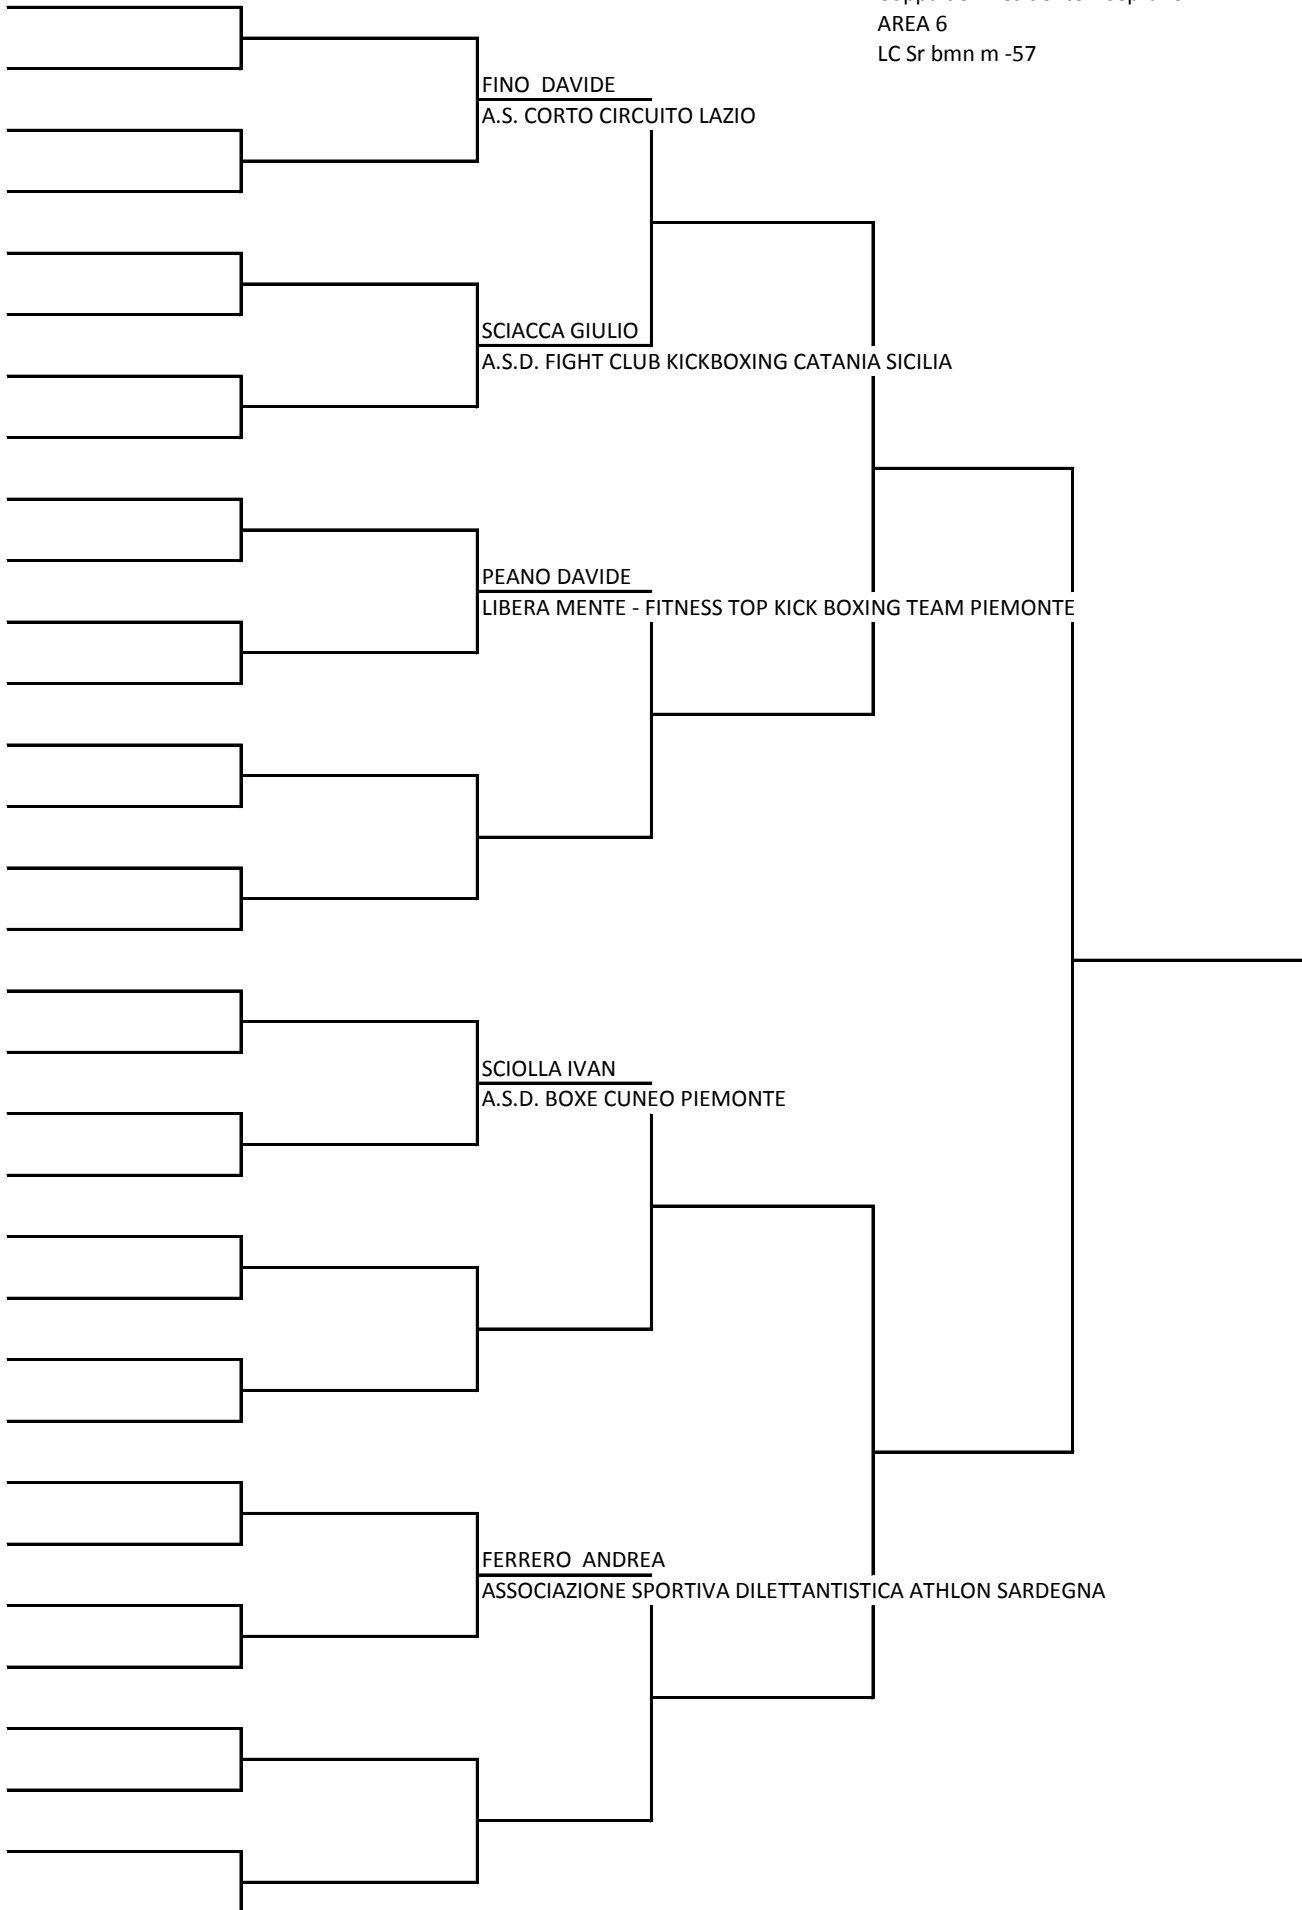 AREA 6
LC Sr bmn m -57
FINO  DAVIDE
A.S. CORTO CIRCUITO LAZIO
SCIACCA GIULIO
A.S.D. FIGHT CLUB KICKBOXING CATANIA SICILIA
PEANO DAVIDE
LIBERA MENTE - FITNESS TOP KICK BOXING TEAM PIEMONTE
SCIOLLA IVAN
A.S.D. BOXE CUNEO PIEMONTE
FERRERO  ANDREA
ASSOCIAZIONE SPORTIVA DILETTANTISTICA ATHLON SARDEGNA